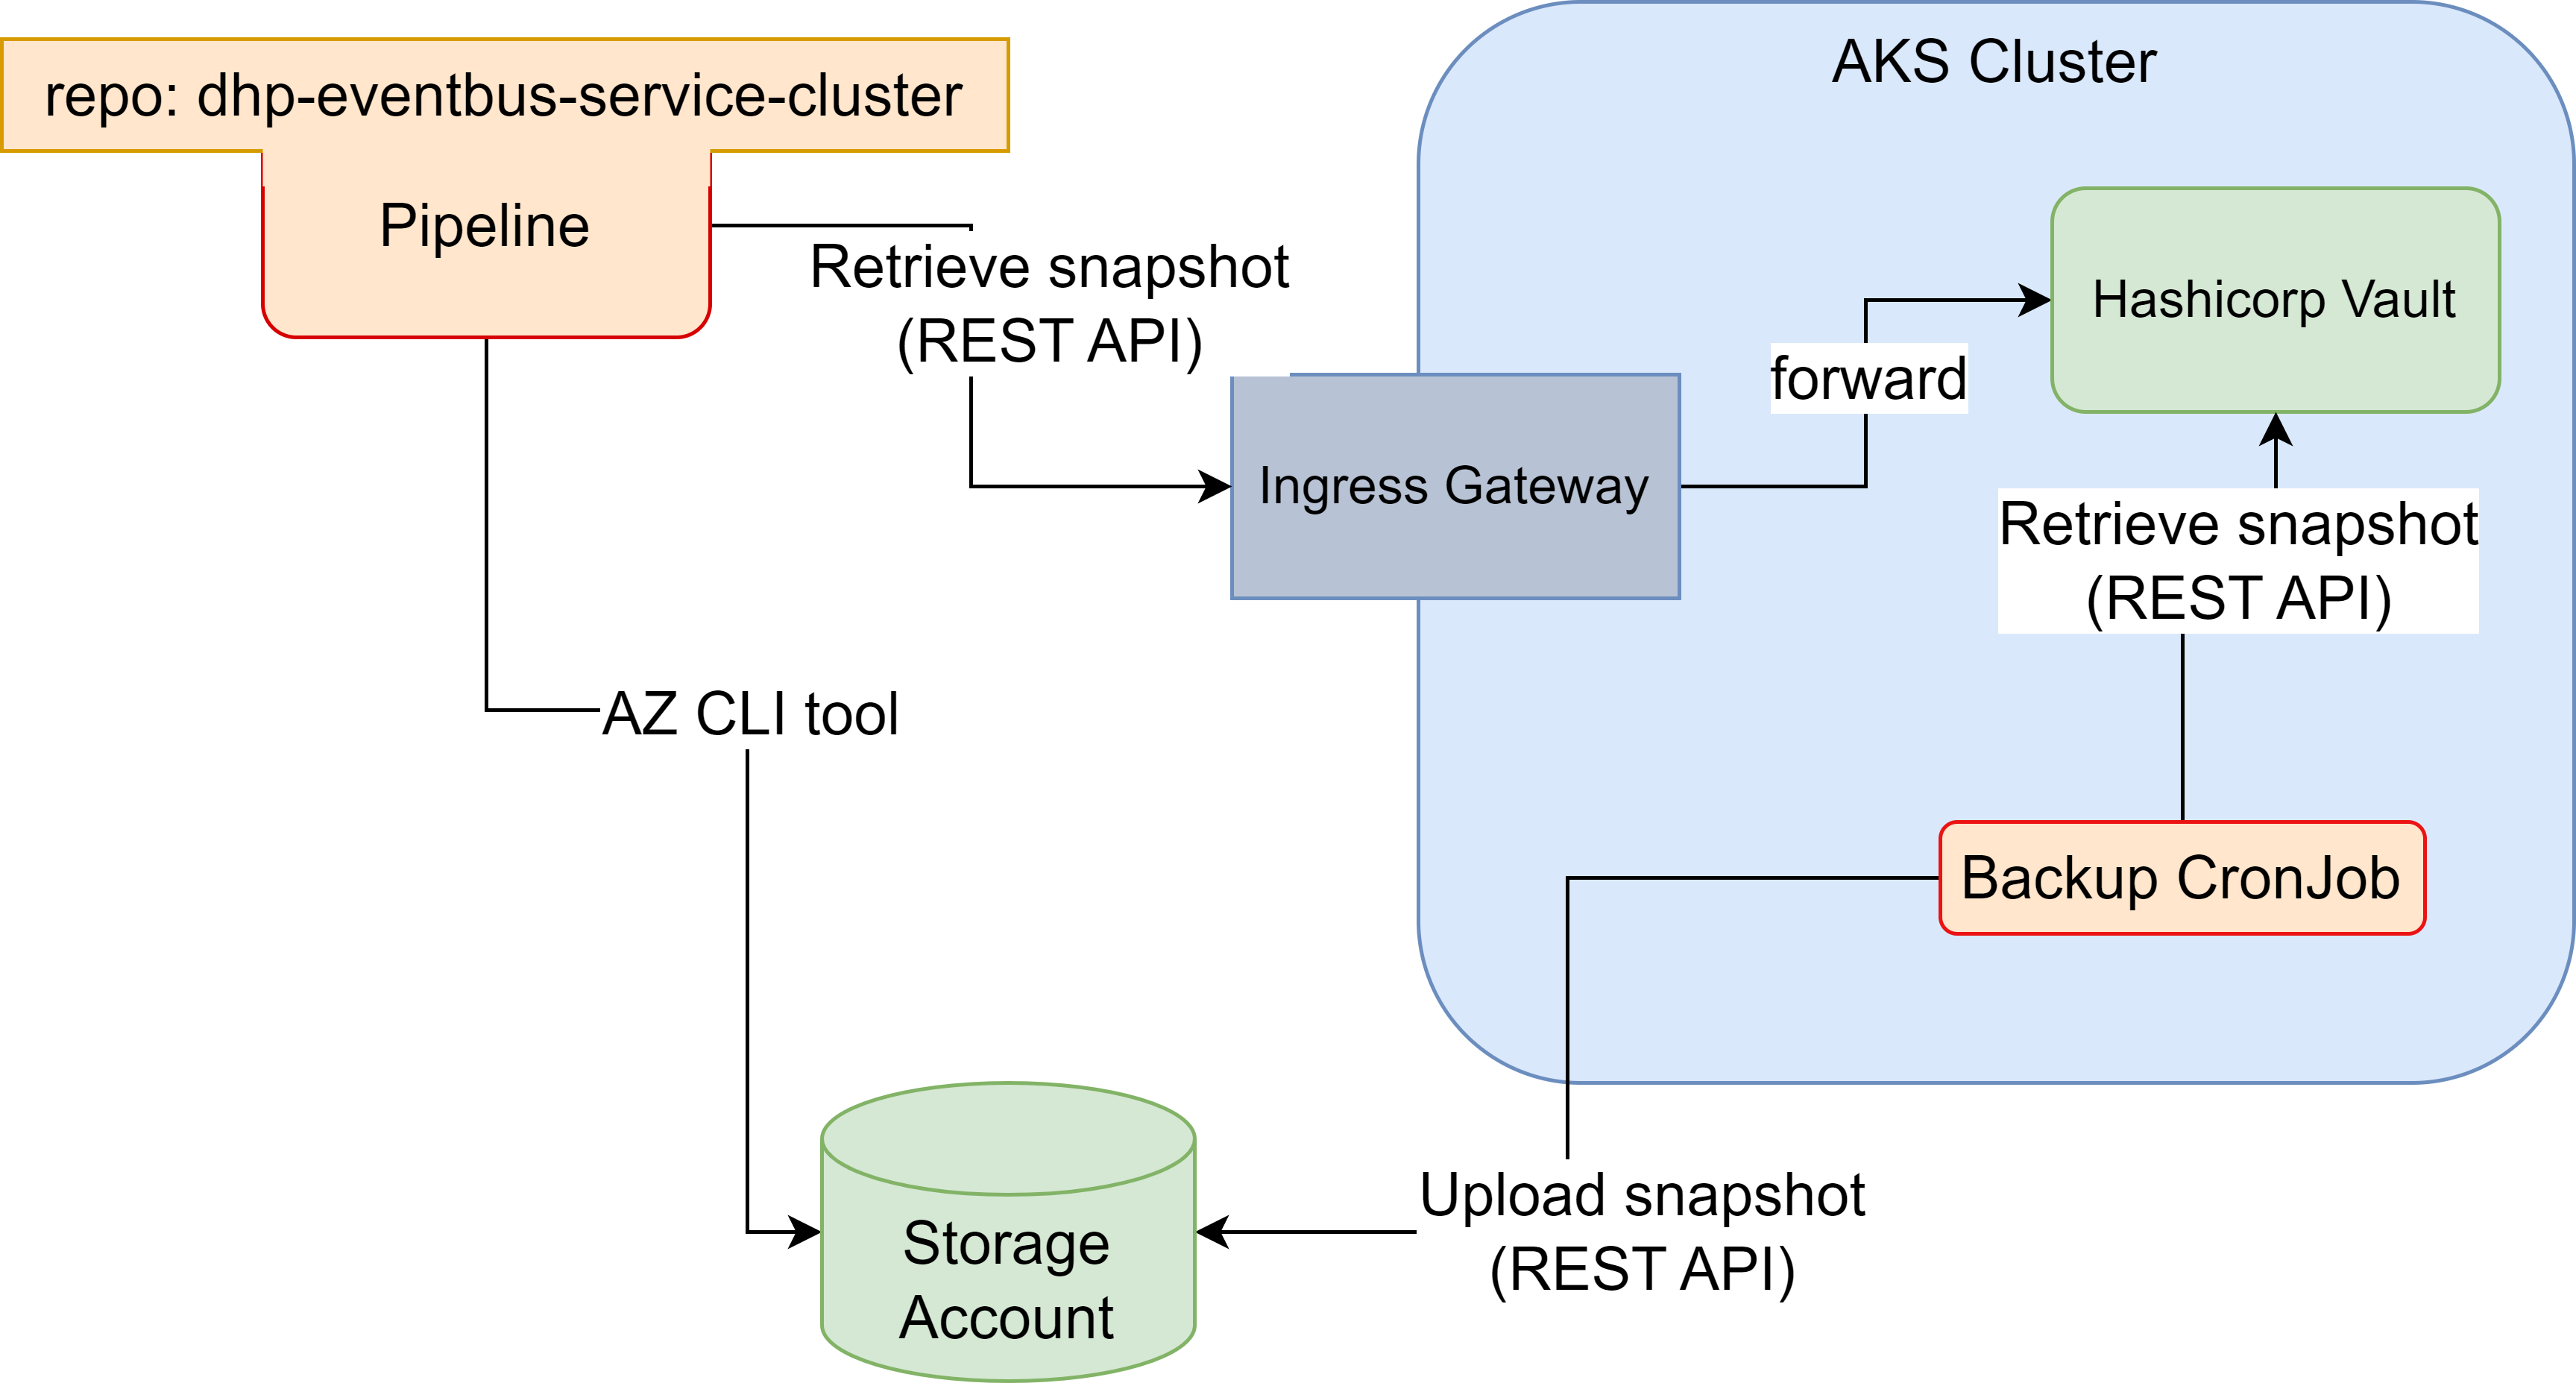 repo: dhp-eventbus-service-cluster
Pipeline
AKS Cluster
Retrieve snapshot
(REST API)
Hashicorp Vault
forward
Ingress Gateway
Retrieve snapshot
(REST API)
AZ CLI tool
Backup CronJob
Upload snapshot
(REST API)
Storage
Account